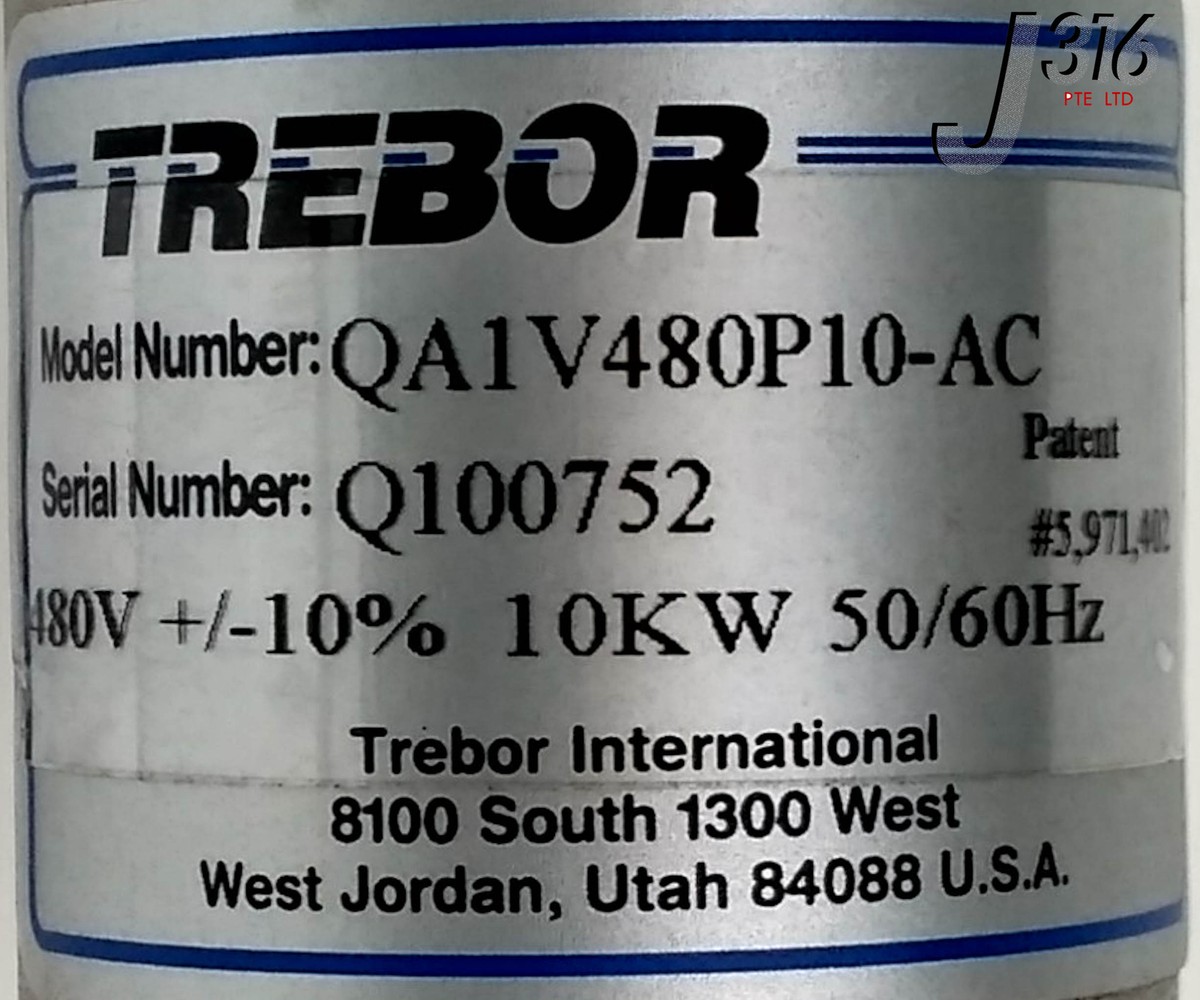 J316
PTE LTD
TREBOR
Model Number: QA1V480P10-AC
Patent
Serial Number: Q100752
#5,971,402
480V +/-10% 10KW 50/60Hz
Trebor International
8100 South 1300 West
West Jordan, Utah 84088 U.S.A.